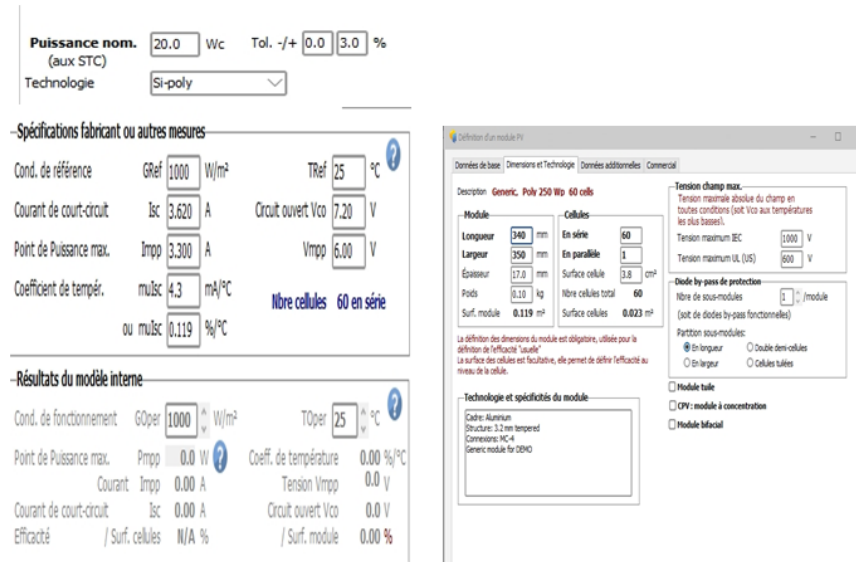 Puissance nom. 20.0 Wc Tol. -/+ 0.0 3.0 %
(aux STC)
Technologie Si-poly
Spécifications fabricant ou autres mesures
Cond. de référence GRef 1000 W/m² TRef 25 °C
Courant de court-circuit Isc 3.620 A Circuit ouvert Vco 7.20 V
Point de Puissance max. Impp 3.300 A Vmpp 6.00 V
Coefficient de tempér. muIsc 4.3 mA/°C Nbre cellules 60 en série
ou muIsc 0.119 %/°C
Résultats du modèle interne
Cond. de fonctionnement GOper 1000 W/m² TOper 25 °C
Point de Puissance max. Pmpp 0.0 W ? Coeff. de température 0.00 %/°C
Courant Impp 0.00 A Tension Vmpp 0.0 V
Courant de court-circuit Isc 0.00 A Circuit ouvert Vco 0.0 V
Efficacité / Surf. cellules N/A % / Surf. module 0.00 %
Définition d'un module PV
Données de base Dimensions et Technologie Données additionnelles Commercial
Description Generic, Poly 250 Wp 60 cells
Module
Longueur 340 mm
Largeur 350 mm
Épaisseur 17.0 mm
Poids 0.10 kg
Surf. module 0.119 m²
Cellules
En série 60
En parallèle 1
Surface cellule 3.8 cm²
Nbre cellules total 60
Surface cellules 0.023 m²
La définition des dimensions du module est obligatoire, utilisée pour la
définition de l'efficacité "usuelle"
La surface des cellules est facultative, elle permet de définir l'efficacité au
niveau de la cellule.
Technologie et spécificités du module
Cadre: Aluminium
Structure: 3.2 mm tempered
Connexions: MC-4
Generic module for DEMO
Tension champ max.
Tension maximale absolue du champ en
toutes conditions (soit Vco aux températures
les plus basses).
Tension maximum IEC 1000 V
Tension maximum UL (US) 600 V
Diode by-pass de protection
Nbre de sous-modules 1 /module
(soit de diodes by-pass fonctionnelles)
Partition sous-modules:
En longueur Double demi-cellules
En largeur Cellules tuilées
Module tuile
CPV : module à concentration
Module bifacial